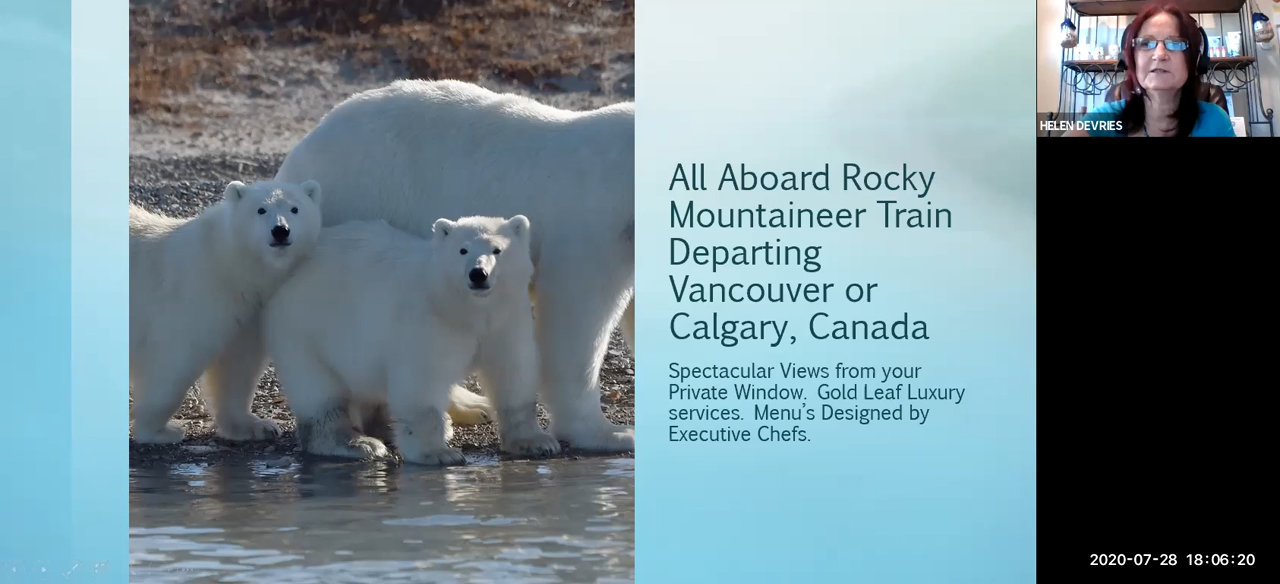 All Aboard Rocky
Mountaineer Train
Departing
Vancouver or
Calgary, Canada
Spectacular Views from your
Private Window.  Gold Leaf Luxury
services.  Menu's Designed by
Executive Chefs.
HELEN DEVRIES
2020-07-28 18:06:20